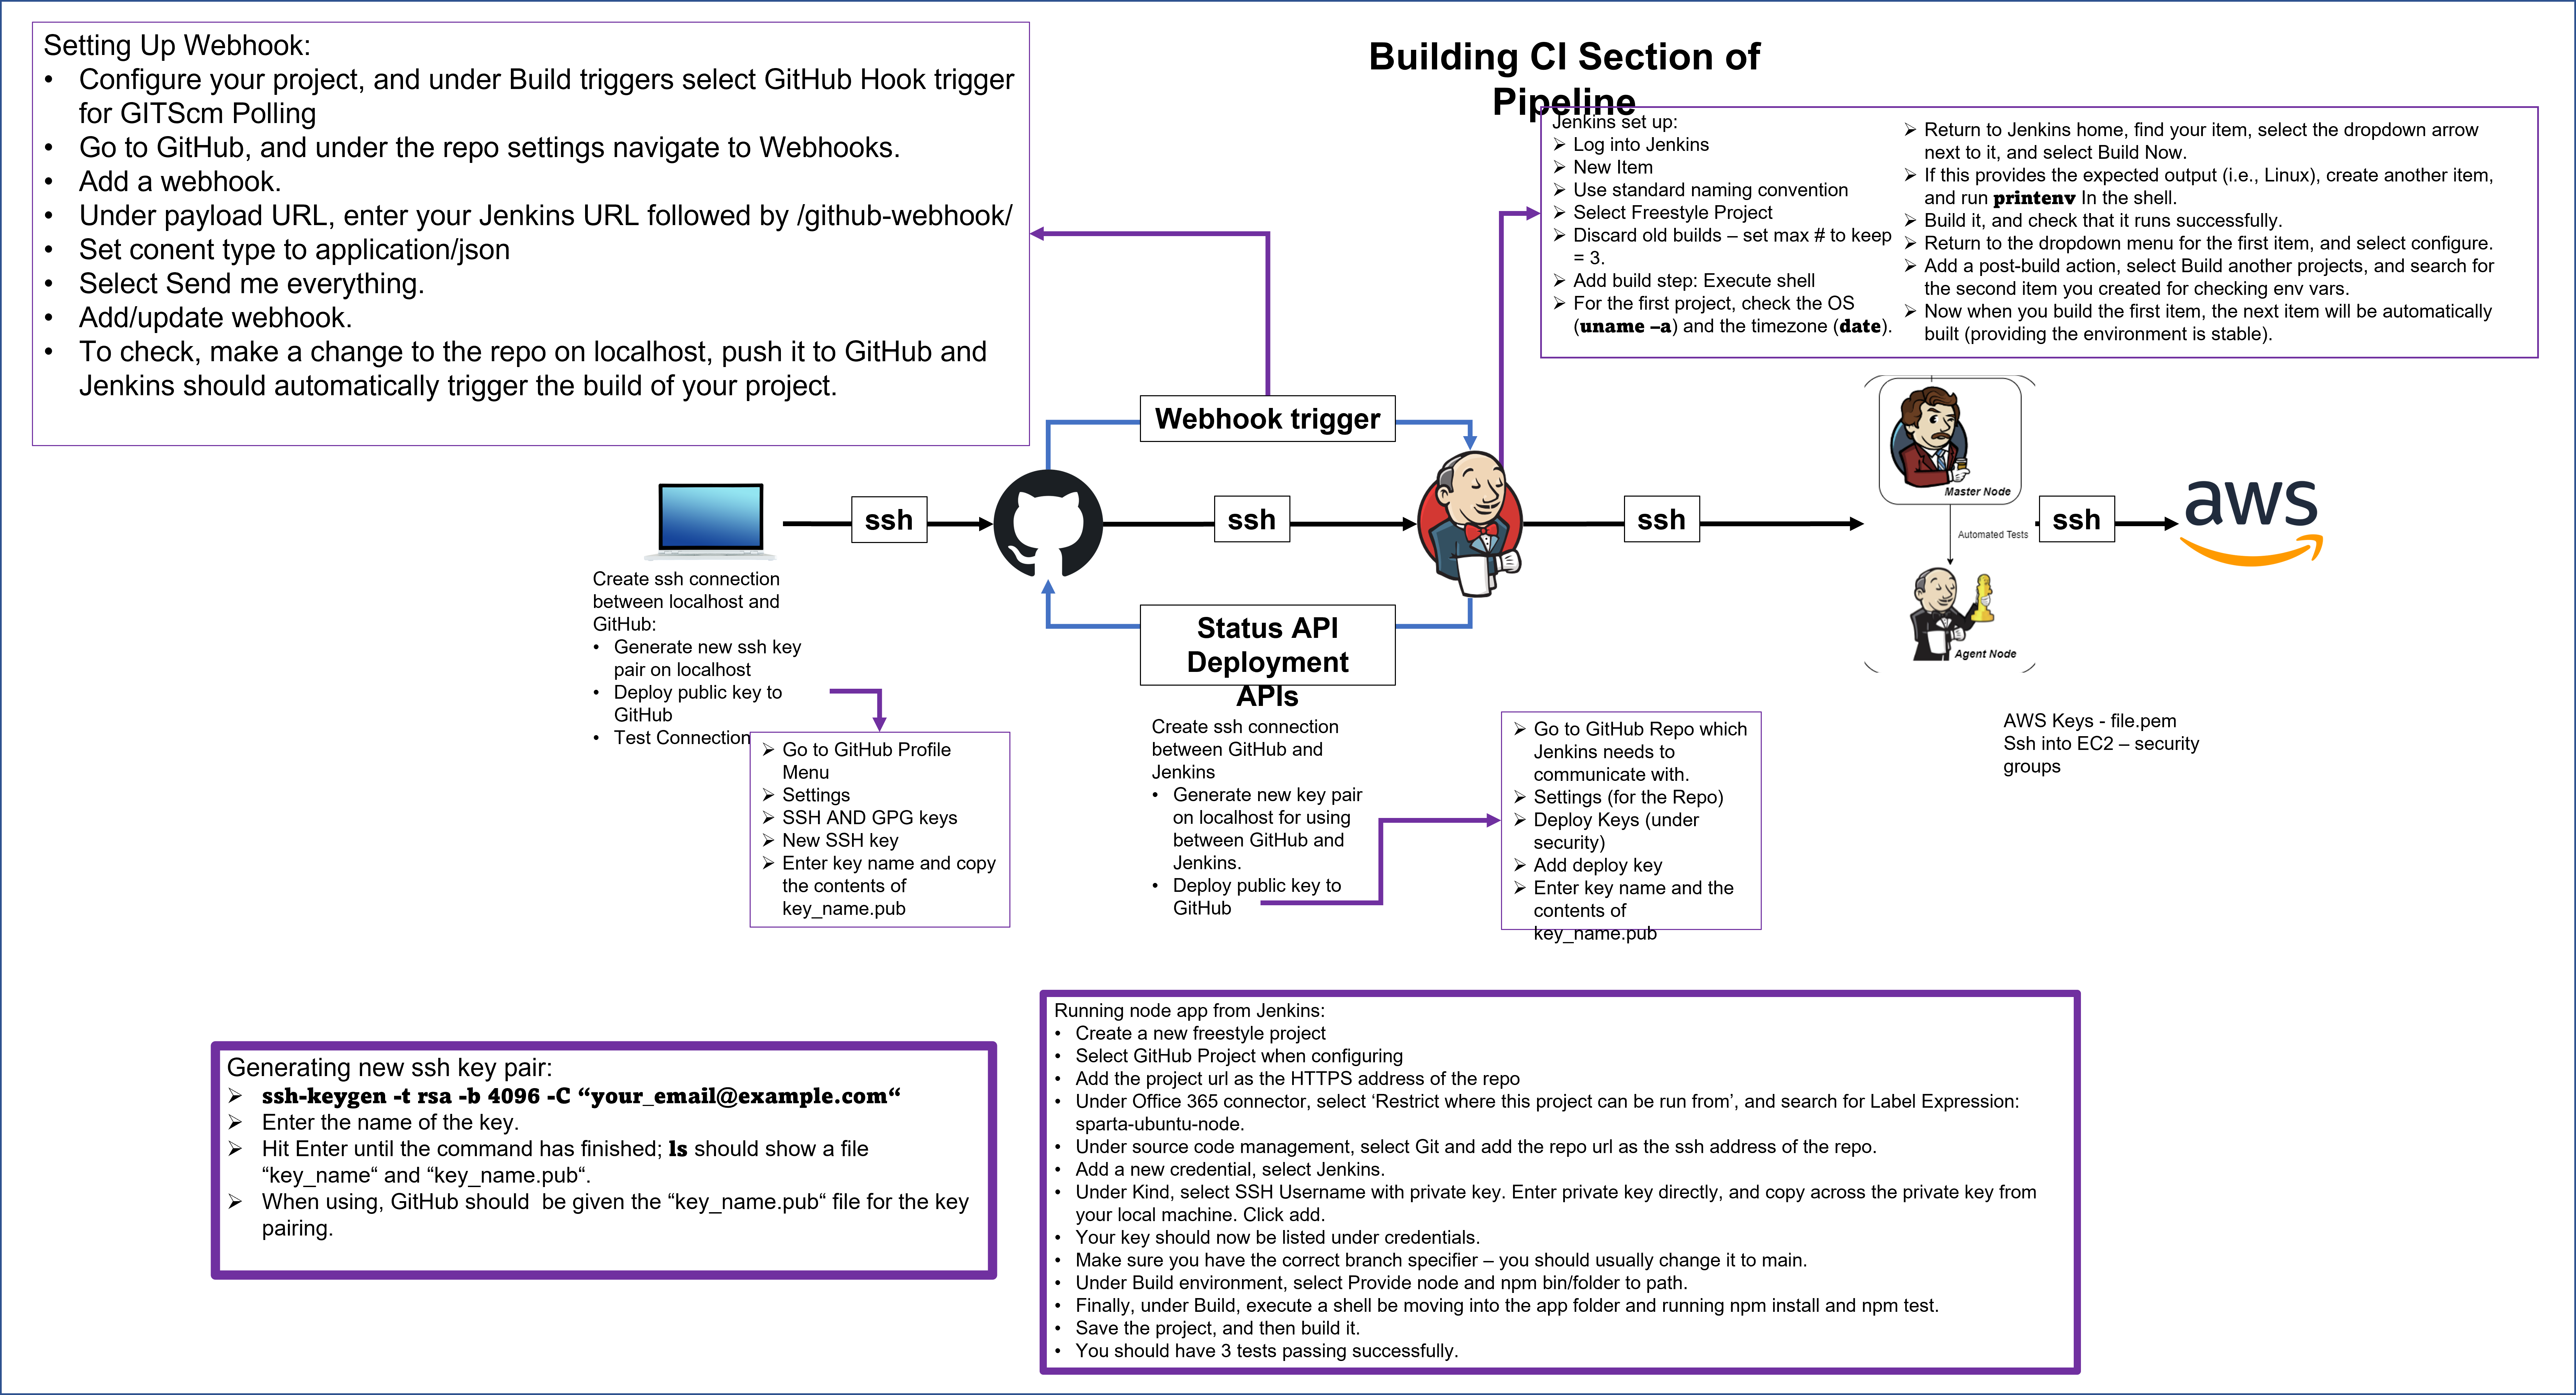 Setting Up Webhook:
• Configure your project, and under Build triggers select GitHub Hook trigger
for GITScm Polling
• Go to GitHub, and under the repo settings navigate to Webhooks.
• Add a webhook.
• Under payload URL, enter your Jenkins URL followed by /github-webhook/
• Set conent type to application/json
• Select Send me everything.
• Add/update webhook.
• To check, make a change to the repo on localhost, push it to GitHub and
Jenkins should automatically trigger the build of your project.
Building CI Section of
Pipeline
Jenkins set up:
➢ Log into Jenkins
➢ New Item
➢ Use standard naming convention
➢ Select Freestyle Project
➢ Discard old builds – set max # to keep
= 3.
➢ Add build step: Execute shell
➢ For the first project, check the OS
(uname –a) and the timezone (date).
➢ Return to Jenkins home, find your item, select the dropdown arrow
next to it, and select Build Now.
➢ If this provides the expected output (i.e., Linux), create another item,
and run printenv In the shell.
➢ Build it, and check that it runs successfully.
➢ Return to the dropdown menu for the first item, and select configure.
➢ Add a post-build action, select Build another projects, and search for
the second item you created for checking env vars.
➢ Now when you build the first item, the next item will be automatically
built (providing the environment is stable).
Webhook trigger
ssh
ssh
ssh
Master Node
Automated Tests
Agent Node
ssh
aws
Status API
Deployment
APIs
Create ssh connection
between localhost and
GitHub:
• Generate new ssh key
pair on localhost
• Deploy public key to
GitHub
• Test Connection
➢ Go to GitHub Profile
Menu
➢ Settings
➢ SSH AND GPG keys
➢ New SSH key
➢ Enter key name and copy
the contents of
key_name.pub
Create ssh connection
between GitHub and
Jenkins
• Generate new key pair
on localhost for using
between GitHub and
Jenkins.
• Deploy public key to
GitHub
➢ Go to GitHub Repo which
Jenkins needs to
communicate with.
➢ Settings (for the Repo)
➢ Deploy Keys (under
security)
➢ Add deploy key
➢ Enter key name and the
contents of
key_name.pub
AWS Keys - file.pem
Ssh into EC2 – security
groups
Generating new ssh key pair:
➢ ssh-keygen -t rsa -b 4096 -C “your_email@example.com“
➢ Enter the name of the key.
➢ Hit Enter until the command has finished; ls should show a file
“key_name“ and “key_name.pub“.
➢ When using, GitHub should  be given the “key_name.pub“ file for the key
pairing.
Running node app from Jenkins:
• Create a new freestyle project
• Select GitHub Project when configuring
• Add the project url as the HTTPS address of the repo
• Under Office 365 connector, select ‘Restrict where this project can be run from’, and search for Label Expression:
sparta-ubuntu-node.
• Under source code management, select Git and add the repo url as the ssh address of the repo.
• Add a new credential, select Jenkins.
• Under Kind, select SSH Username with private key. Enter private key directly, and copy across the private key from
your local machine. Click add.
• Your key should now be listed under credentials.
• Make sure you have the correct branch specifier – you should usually change it to main.
• Under Build environment, select Provide node and npm bin/folder to path.
• Finally, under Build, execute a shell be moving into the app folder and running npm install and npm test.
• Save the project, and then build it.
• You should have 3 tests passing successfully.